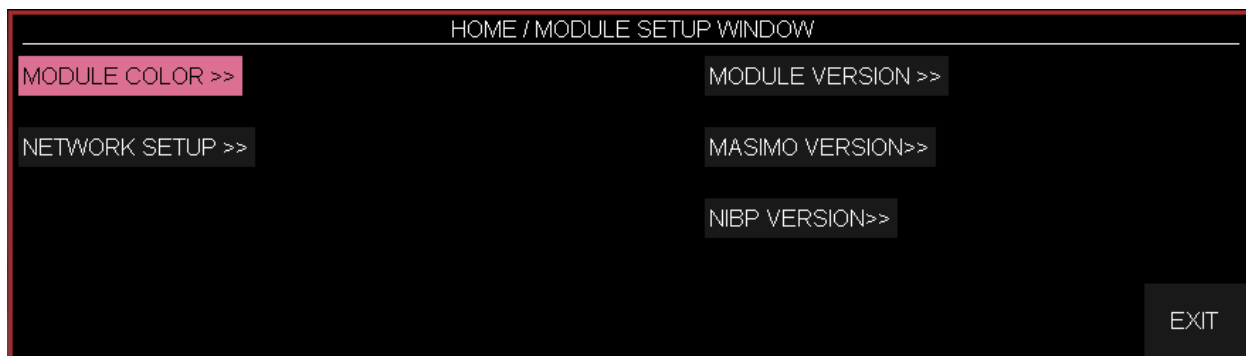 HOME / MODULE SETUP WINDOW
MODULE COLOR >>
MODULE VERSION >>
NETWORK SETUP >>
MASIMO VERSION>>
NIBP VERSION>>
EXIT